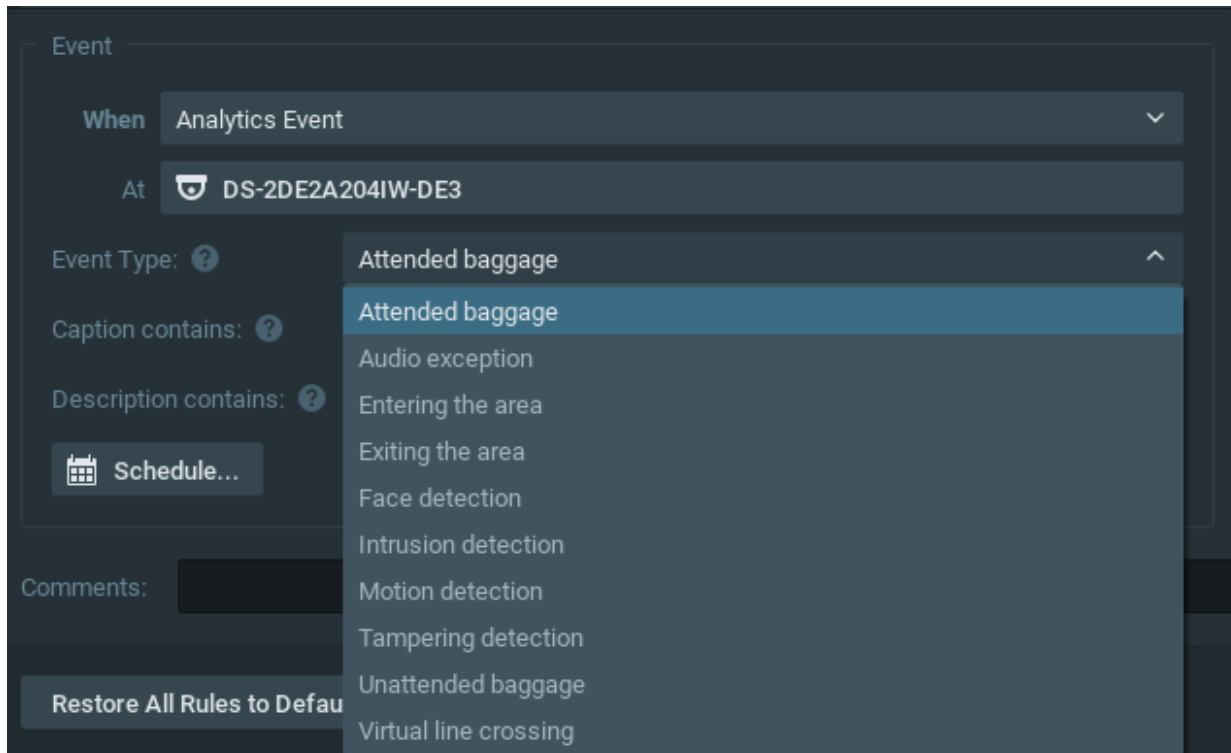 Event
When Analytics Event
At DS-2DE2A204IW-DE3
Event Type: ? Attended baggage
Attended baggage
Caption contains: ?
Audio exception
Entering the area
Description contains: ?
Exiting the area
Schedule...
Face detection
Intrusion detection
Comments:
Motion detection
Tampering detection
Unattended baggage
Restore All Rules to Defau
Virtual line crossing